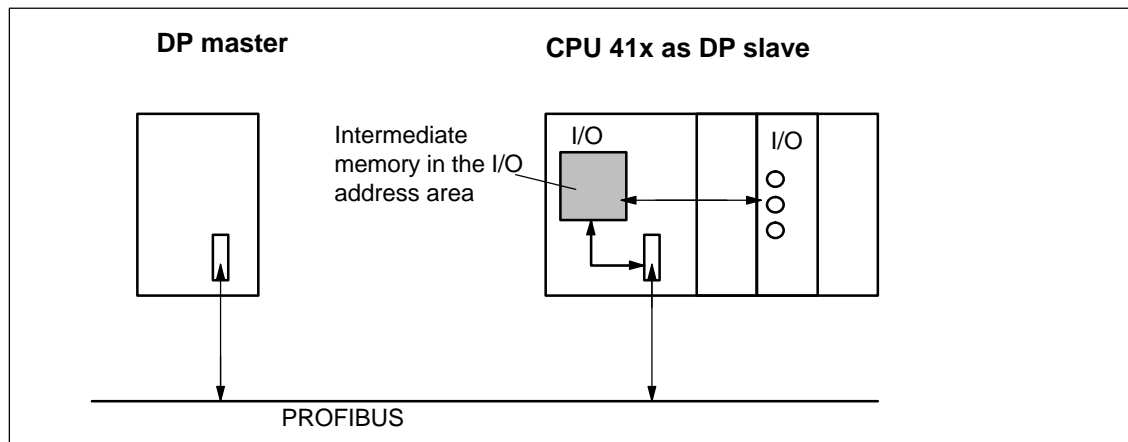 DP master
CPU 41x as DP slave
Intermediate
memory in the I/O
address area
I/O
I/O
PROFIBUS